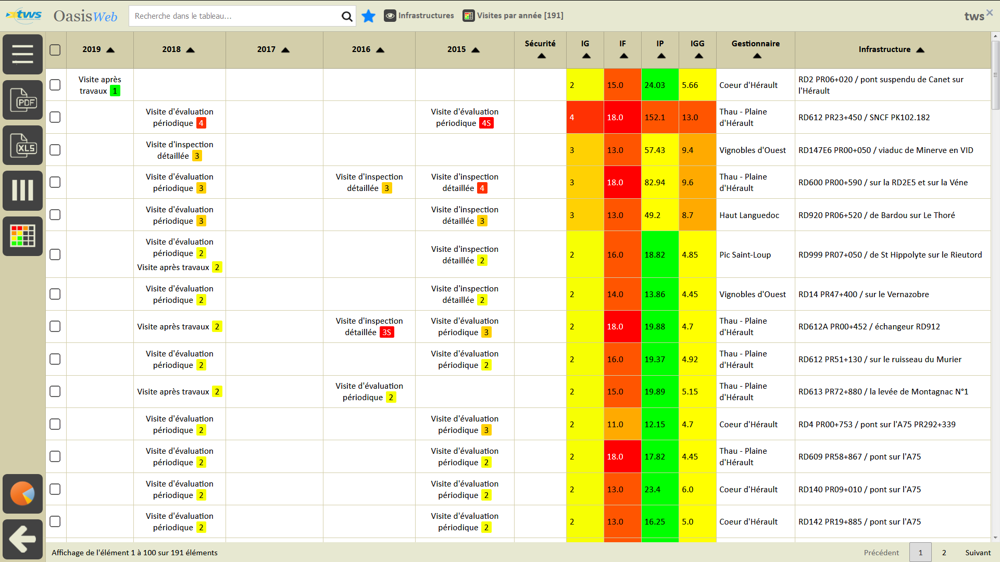 tws OasisWeb Recherche dans le tableau... Infrastructures Visites par année [191] tws
2019 2018 2017 2016 2015 Sécurité IG IF IP IGG Gestionnaire Infrastructure
PDF
XLS
Visite après travaux 1 2 15.0 24.03 5.66 Coeur d'Hérault RD2 PR06+020 / pont suspendu de Canet sur l'Hérault
Visite d'évaluation périodique 4 Visite d'évaluation périodique 4S 4 18.0 152.1 13.0 Thau - Plaine d'Hérault RD612 PR23+450 / SNCF PK102.182
Visite d'inspection détaillée 3 3 13.0 57.43 9.4 Vignobles d'Ouest RD147E6 PR00+050 / viaduc de Minerve en VID
Visite d'évaluation périodique 3 Visite d'inspection détaillée 3 Visite d'inspection détaillée 4 3 18.0 82.94 9.6 Thau - Plaine d'Hérault RD600 PR00+590 / sur la RD2E5 et sur la Véne
Visite d'évaluation périodique 3 Visite d'inspection détaillée 3 3 13.0 49.2 8.7 Haut Languedoc RD920 PR06+520 / de Bardou sur Le Thoré
Visite d'évaluation périodique 2 Visite après travaux 2 Visite d'inspection détaillée 2 2 16.0 18.82 4.85 Pic Saint-Loup RD999 PR07+050 / de St Hippolyte sur le Rieutord
Visite d'évaluation périodique 2 Visite d'inspection détaillée 2 2 14.0 13.86 4.45 Vignobles d'Ouest RD14 PR47+400 / sur le Vernazobre
Visite après travaux 2 Visite d'inspection détaillée 3S Visite d'évaluation périodique 3 2 18.0 19.88 4.7 Thau - Plaine d'Hérault RD612A PR00+452 / échangeur RD912
Visite d'évaluation périodique 2 Visite d'évaluation périodique 2 2 16.0 19.37 4.92 Thau - Plaine d'Hérault RD612 PR51+130 / sur le ruisseau du Murier
Visite après travaux 2 Visite d'évaluation périodique 2 2 15.0 19.89 5.15 Thau - Plaine d'Hérault RD613 PR72+880 / la levée de Montagnac N°1
Visite d'évaluation périodique 2 Visite d'évaluation périodique 3 2 11.0 12.15 4.7 Coeur d'Hérault RD4 PR00+753 / pont sur l'A75 PR292+339
Visite d'évaluation périodique 2 Visite d'évaluation périodique 2 2 18.0 17.82 4.45 Thau - Plaine d'Hérault RD609 PR58+867 / pont sur l'A75
Visite d'évaluation périodique 2 Visite d'évaluation périodique 2 2 13.0 23.4 6.0 Coeur d'Hérault RD140 PR09+010 / pont sur l'A75
Visite d'évaluation périodique 2 Visite d'évaluation périodique 2 2 13.0 16.25 5.0 Coeur d'Hérault RD142 PR19+885 / pont sur l'A75
Affichage de l'élément 1 à 100 sur 191 éléments Précédent 1 2 Suivant